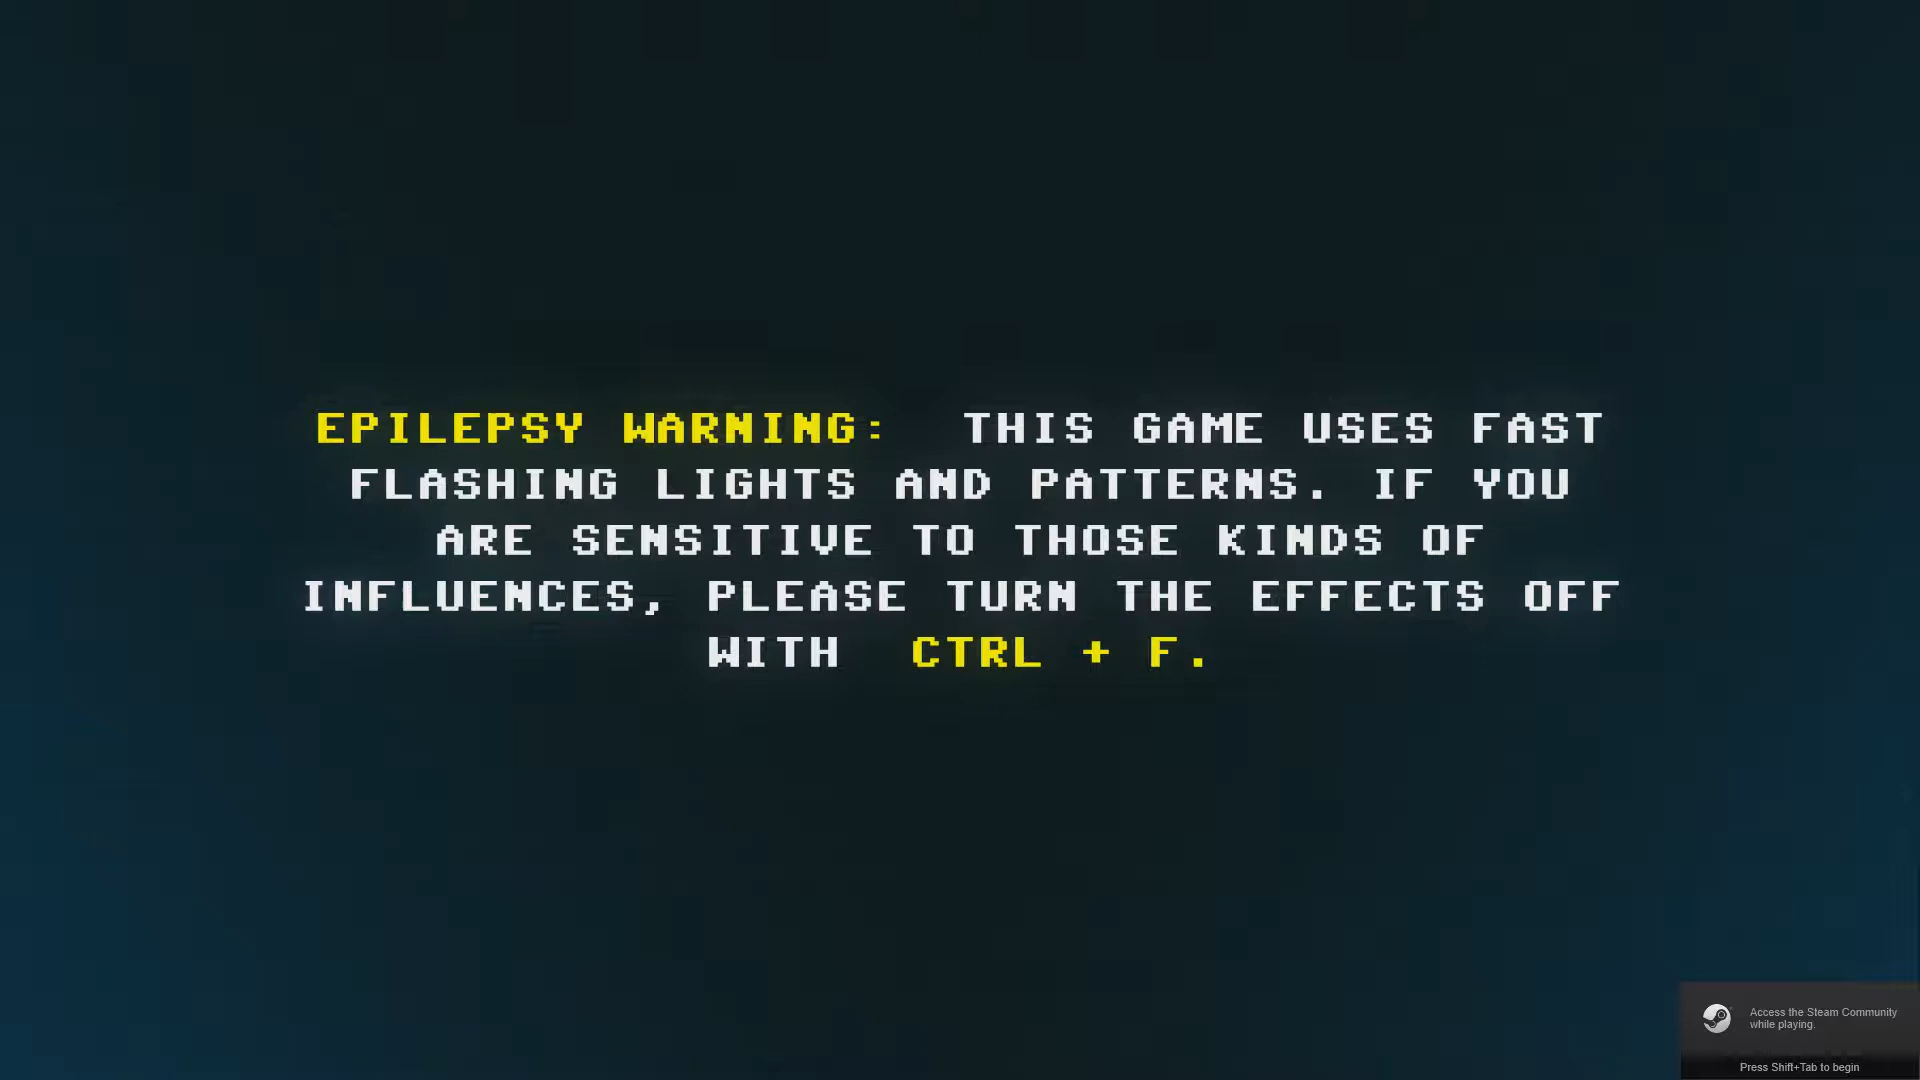 EPILEPSY WARNING: THIS GAME USES FAST
FLASHING LIGHTS AND PATTERNS. IF YOU
ARE SENSITIVE TO THOSE KINDS OF
INFLUENCES, PLEASE TURN THE EFFECTS OFF
WITH CTRL + F.
Access the Steam Community
while playing.
Press Shift+Tab to begin